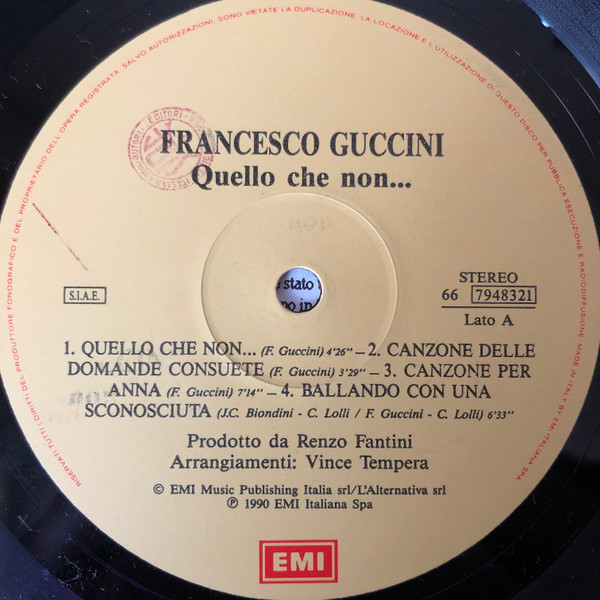 RISERVATI TUTTI I DIRITTI DEL PRODUTTORE FONOGRAFICO E DEL PROPRIETARIO DELL'OPERA REGISTRATA. SALVO AUTORIZZAZIONI, SONO VIETATE LA DUPLICAZIONE, LA LOCAZIONE E L'UTILIZZAZIONE DI QUESTO DISCO PER PUBBLICA ESECUZIONE E RADIODIFFUSIONE. MADE IN ITALY BY EMI ITALIANA SPA
EDITORI
AUTORI
FRANCESCO GUCCINI
Quello che non...
stato
no in
S.I.A.E.
STEREO
66 7948321
Lato A
1. QUELLO CHE NON... (F. Guccini) 4'26" – 2. CANZONE DELLE
DOMANDE CONSUETE (F. Guccini) 3'29" – 3. CANZONE PER
ANNA (F. Guccini) 7'14" – 4. BALLANDO CON UNA
SCONOSCIUTA (J.C. Biondini - C. Lolli / F. Guccini - C. Lolli) 6'33"
Prodotto da Renzo Fantini
Arrangiamenti: Vince Tempera
© EMI Music Publishing Italia srl/L'Alternativa srl
℗ 1990 EMI Italiana Spa
EMI